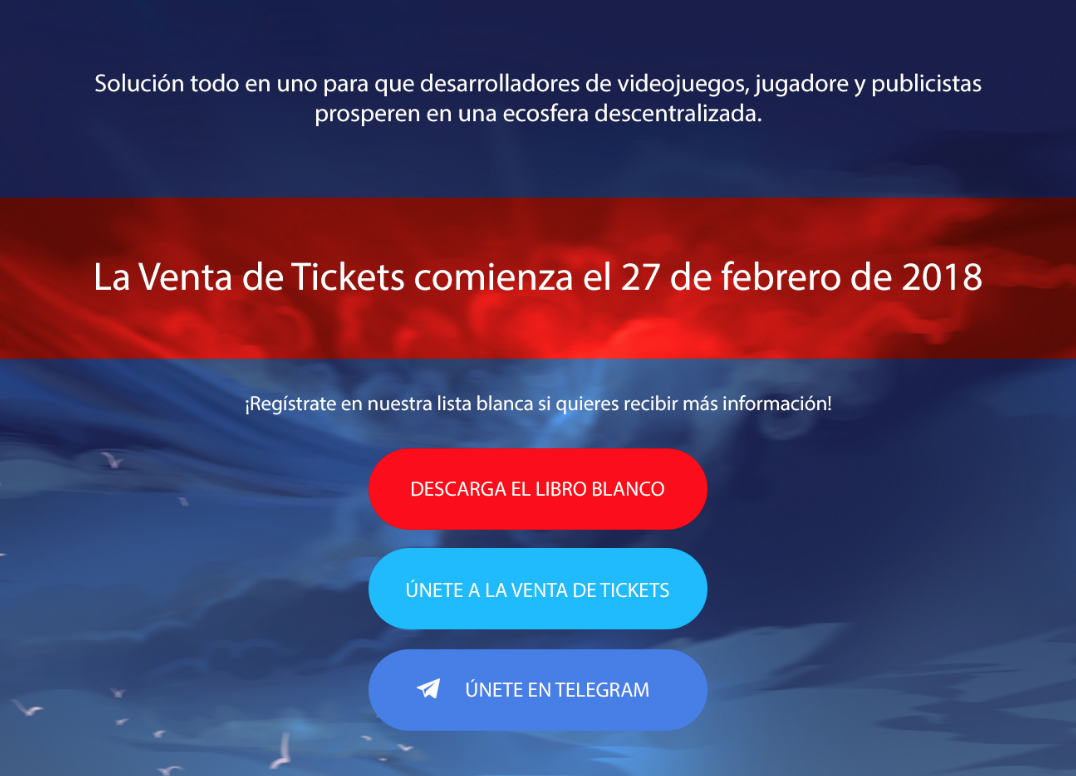 Solución todo en uno para que desarrolladores de videojuegos, jugadore y publicistas
prosperen en una ecosfera descentralizada.
La Venta de Tickets comienza el 27 de febrero de 2018
¡Regístrate en nuestra lista blanca si quieres recibir más información!
DESCARGA EL LIBRO BLANCO
ÚNETE A LA VENTA DE TICKETS
ÚNETE EN TELEGRAM